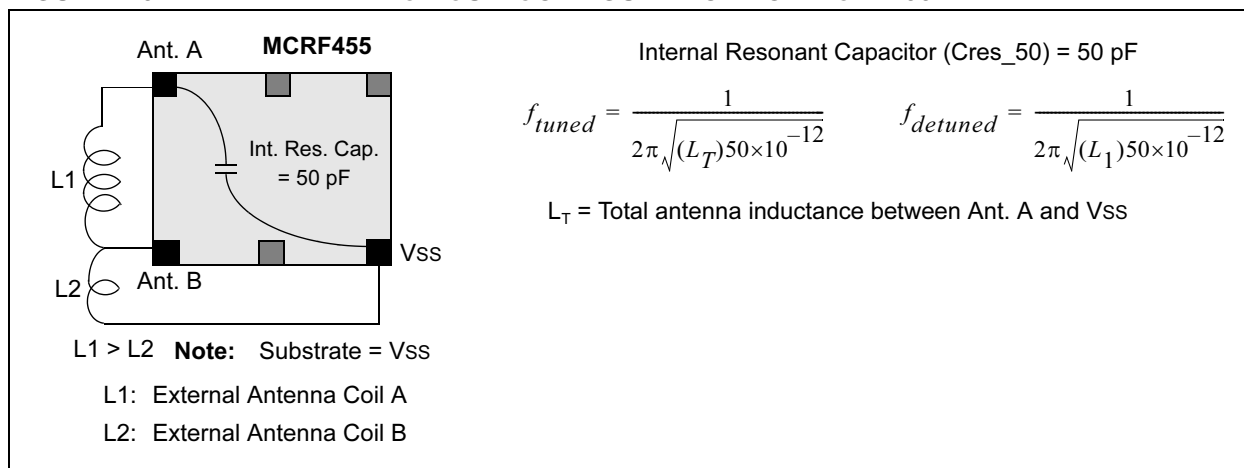 Ant. A
MCRF455
Int. Res. Cap.
= 50 pF
L1
L2
Ant. B
VSS
L1 > L2 Note: Substrate = VSS
L1: External Antenna Coil A
L2: External Antenna Coil B
Internal Resonant Capacitor (Cres_50) = 50 pF
f_tuned = 1 / (2π√((L_T)50×10^−12))
f_detuned = 1 / (2π√((L_1)50×10^−12))
L_T = Total antenna inductance between Ant. A and VSS